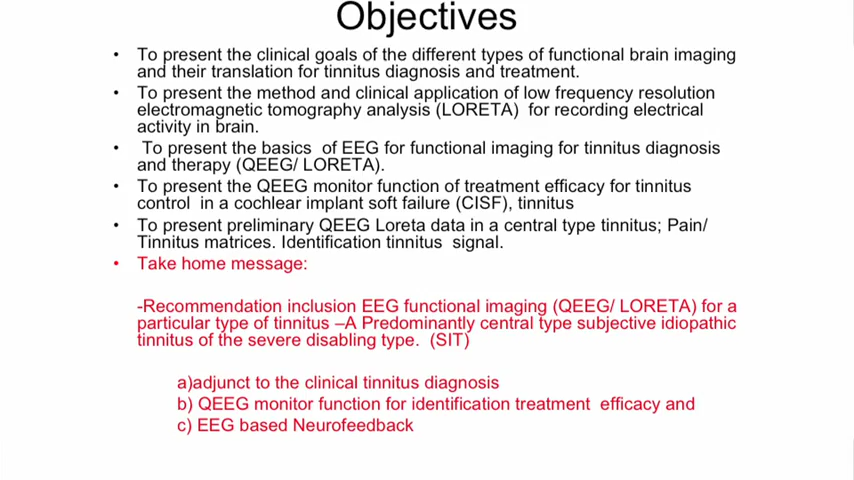 Objectives
• To present the clinical goals of the different types of functional brain imaging
and their translation for tinnitus diagnosis and treatment.
• To present the method and clinical application of low frequency resolution
electromagnetic tomography analysis (LORETA) for recording electrical
activity in brain.
• To present the basics of EEG for functional imaging for tinnitus diagnosis
and therapy (QEEG/ LORETA).
• To present the QEEG monitor function of treatment efficacy for tinnitus
control in a cochlear implant soft failure (CISF), tinnitus
• To present preliminary QEEG Loreta data in a central type tinnitus; Pain/
Tinnitus matrices. Identification tinnitus signal.
• Take home message:
-Recommendation inclusion EEG functional imaging (QEEG/ LORETA) for a
particular type of tinnitus –A Predominantly central type subjective idiopathic
tinnitus of the severe disabling type. (SIT)
a)adjunct to the clinical tinnitus diagnosis
b) QEEG monitor function for identification treatment efficacy and
c) EEG based Neurofeedback